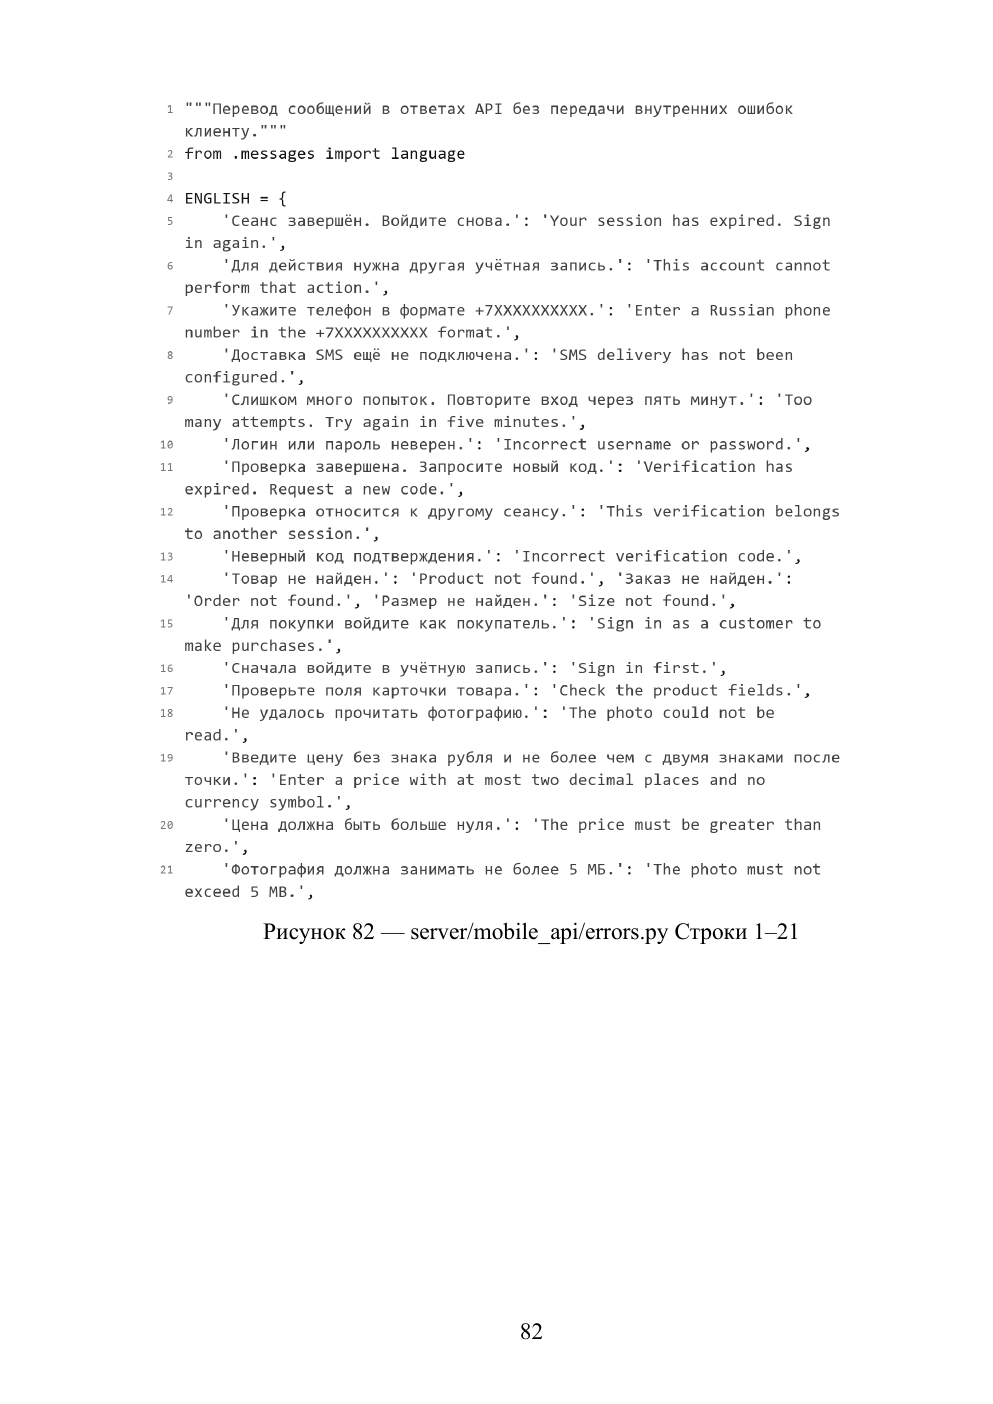 1 """Перевод сообщений в ответах API без передачи внутренних ошибок
клиенту."""
2 from .messages import language
3
4 ENGLISH = {
5 'Сеанс завершён. Войдите снова.': 'Your session has expired. Sign
in again.',
6 'Для действия нужна другая учётная запись.': 'This account cannot
perform that action.',
7 'Укажите телефон в формате +7XXXXXXXXXX.': 'Enter a Russian phone
number in the +7XXXXXXXXXX format.',
8 'Доставка SMS ещё не подключена.': 'SMS delivery has not been
configured.',
9 'Слишком много попыток. Повторите вход через пять минут.': 'Too
many attempts. Try again in five minutes.',
10 'Логин или пароль неверен.': 'Incorrect username or password.',
11 'Проверка завершена. Запросите новый код.': 'Verification has
expired. Request a new code.',
12 'Проверка относится к другому сеансу.': 'This verification belongs
to another session.',
13 'Неверный код подтверждения.': 'Incorrect verification code.',
14 'Товар не найден.': 'Product not found.', 'Заказ не найден.':
'Order not found.', 'Размер не найден.': 'Size not found.',
15 'Для покупки войдите как покупатель.': 'Sign in as a customer to
make purchases.',
16 'Сначала войдите в учётную запись.': 'Sign in first.',
17 'Проверьте поля карточки товара.': 'Check the product fields.',
18 'Не удалось прочитать фотографию.': 'The photo could not be
read.',
19 'Введите цену без знака рубля и не более чем с двумя знаками после
точки.': 'Enter a price with at most two decimal places and no
currency symbol.',
20 'Цена должна быть больше нуля.': 'The price must be greater than
zero.',
21 'Фотография должна занимать не более 5 МБ.': 'The photo must not
exceed 5 MB.',
Рисунок 82 — server/mobile_api/errors.py Строки 1–21
82